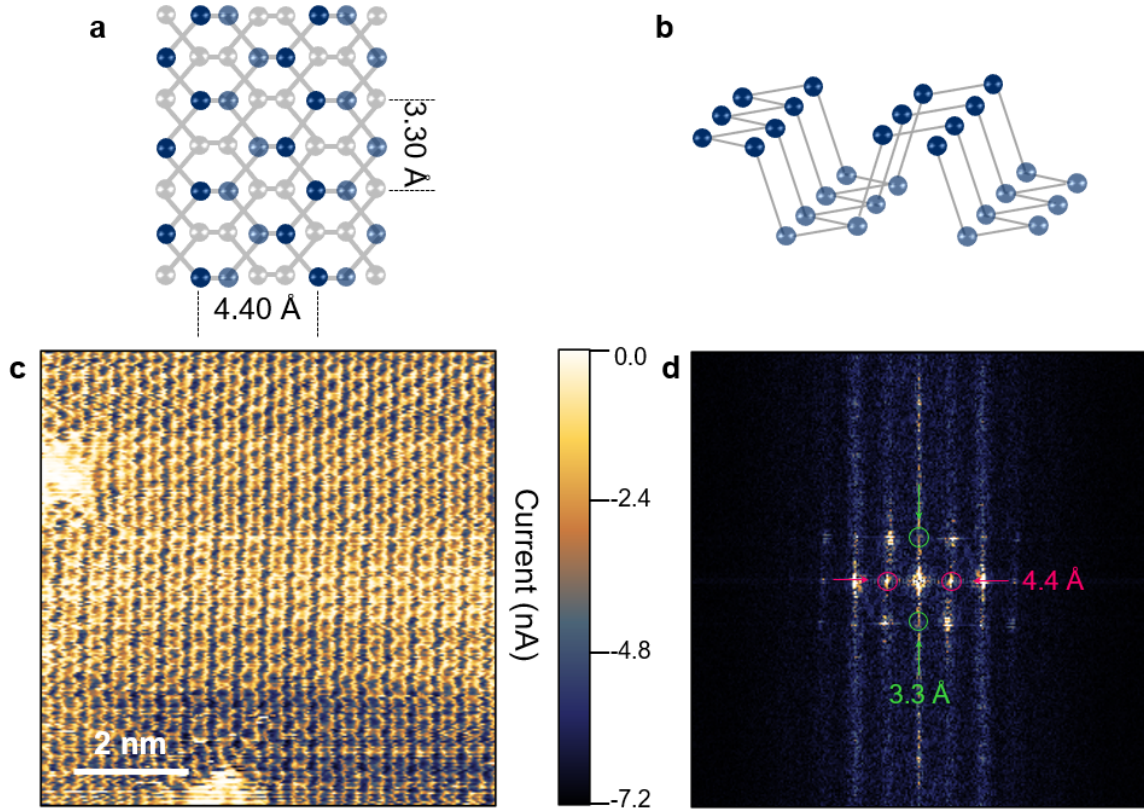 a
b
3.30 Å
4.40 Å
c
d
2 nm
Current (nA)
0.0
-2.4
-4.8
-7.2
4.4 Å
3.3 Å